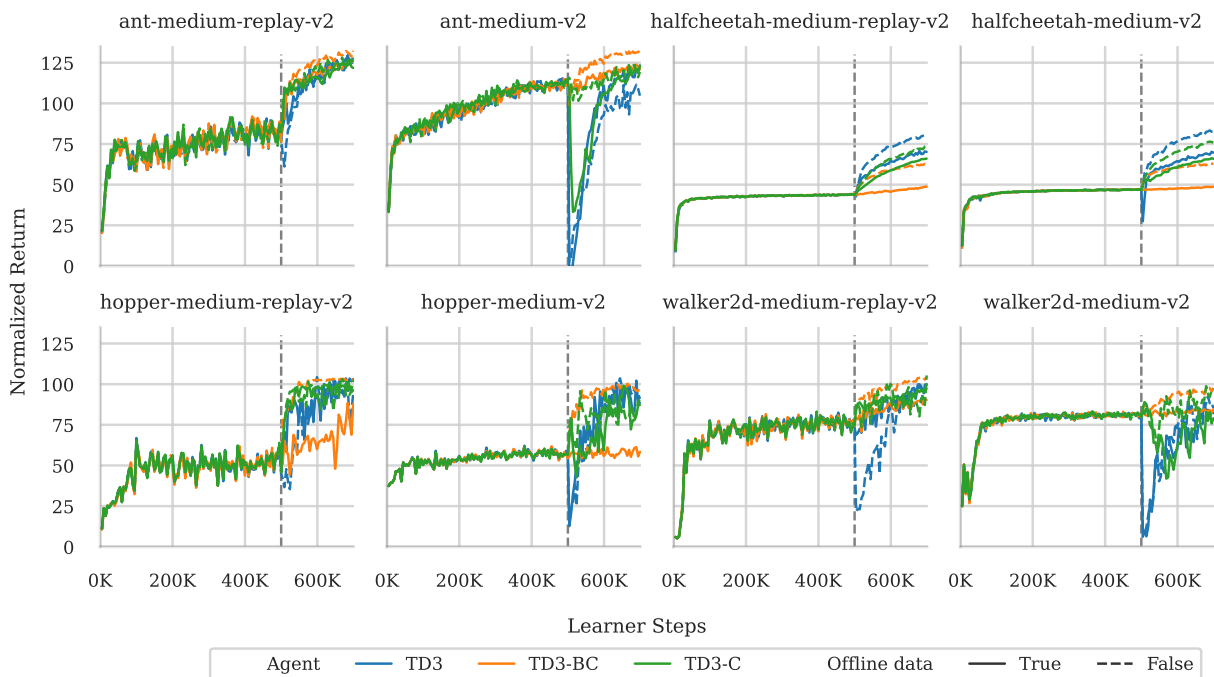 ant-medium-replay-v2 ant-medium-v2 halfcheetah-medium-replay-v2 halfcheetah-medium-v2
125
100
75
50
25
0
Normalized Return
hopper-medium-replay-v2 hopper-medium-v2 walker2d-medium-replay-v2 walker2d-medium-v2
125
100
75
50
25
0
0K 200K 400K 600K 0K 200K 400K 600K 0K 200K 400K 600K 0K 200K 400K 600K
Learner Steps
Agent TD3 TD3-BC TD3-C Offline data True False